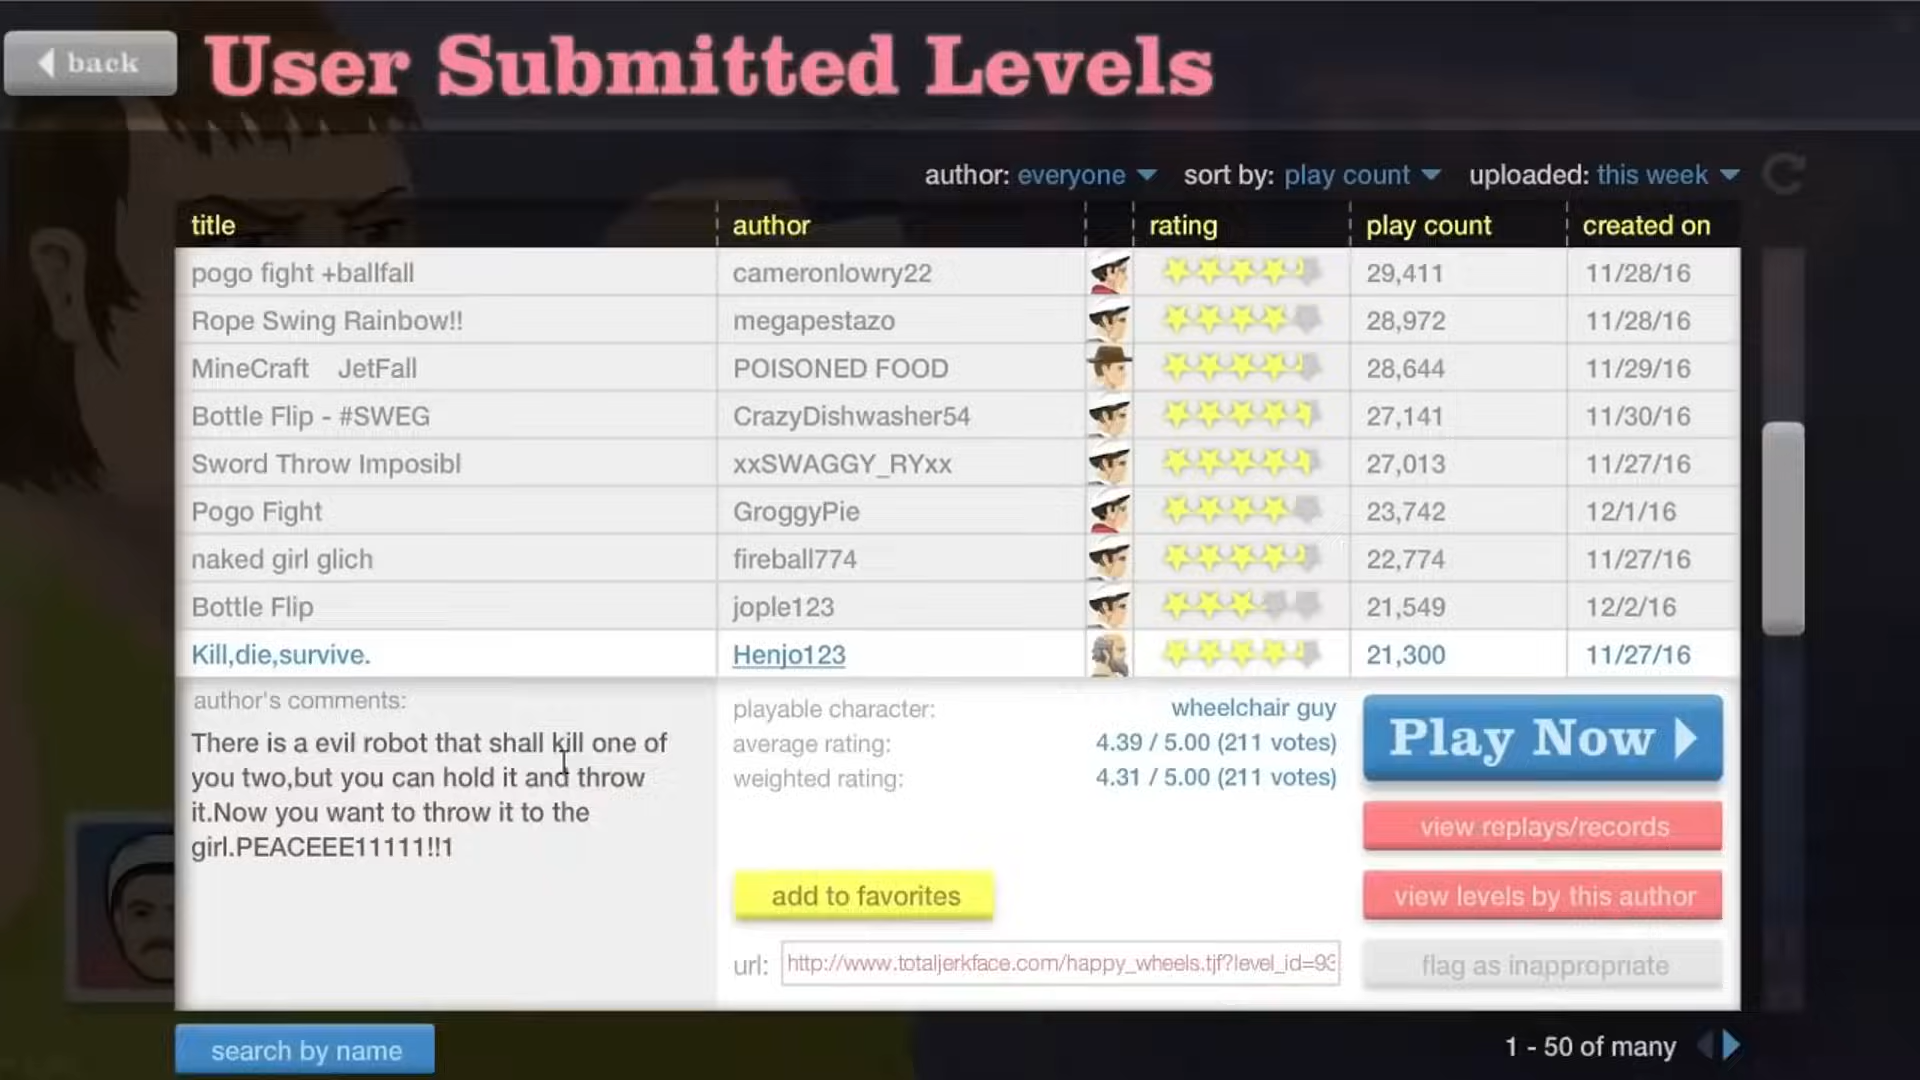 back
User Submitted Levels
author: everyone sort by: play count uploaded: this week
title author rating play count created on
pogo fight +ballfall cameronlowry22 29,411 11/28/16
Rope Swing Rainbow!! megapestazo 28,972 11/28/16
MineCraft JetFall POISONED FOOD 28,644 11/29/16
Bottle Flip - #SWEG CrazyDishwasher54 27,141 11/30/16
Sword Throw Imposibl xxSWAGGY_RYxx 27,013 11/27/16
Pogo Fight GroggyPie 23,742 12/1/16
naked girl glich fireball774 22,774 11/27/16
Bottle Flip jople123 21,549 12/2/16
Kill,die,survive. Henjo123 21,300 11/27/16
author's comments:
There is a evil robot that shall kill one of
you two,but you can hold it and throw
it.Now you want to throw it to the
girl.PEACEEE11111!!1
playable character: wheelchair guy
average rating: 4.39 / 5.00 (211 votes)
weighted rating: 4.31 / 5.00 (211 votes)
add to favorites
url: http://www.totaljerkface.com/happy_wheels.tjf?level_id=93
Play Now
view replays/records
view levels by this author
flag as inappropriate
search by name
1 - 50 of many